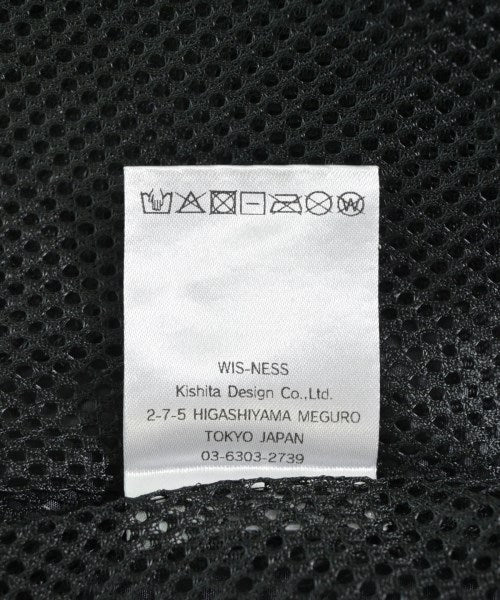 WIS-NESS
Kishita Design Co.,Ltd.
2-7-5 HIGASHIYAMA MEGURO
TOKYO JAPAN
03-6303-2739